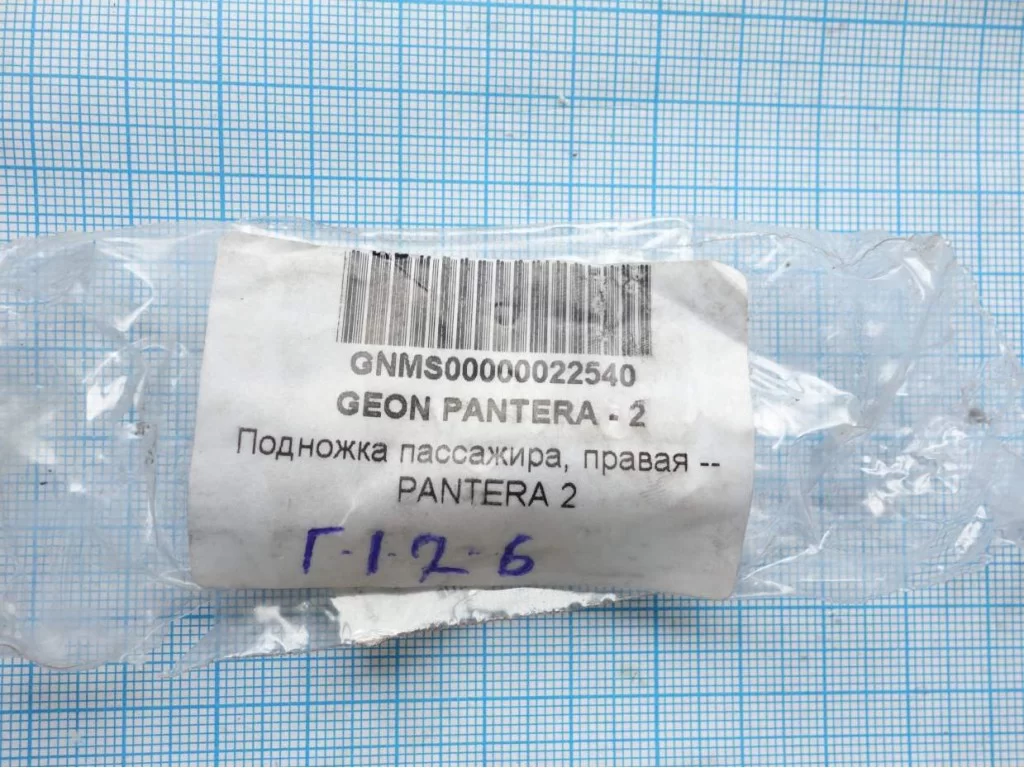 GNMS00000022540
GEON PANTERA - 2
Подножка пассажира, правая --
PANTERA 2
Г-1-2-6